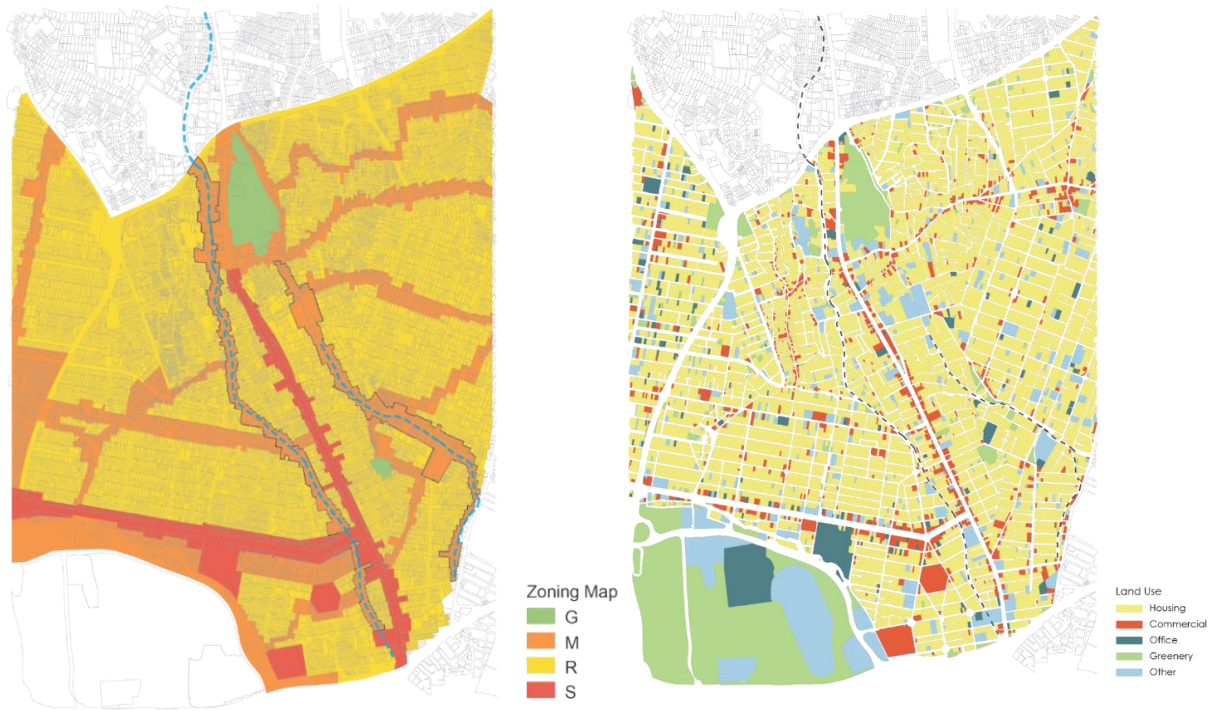 Zoning Map
G
M
R
S
Land Use
Housing
Commercial
Office
Greenery
Other